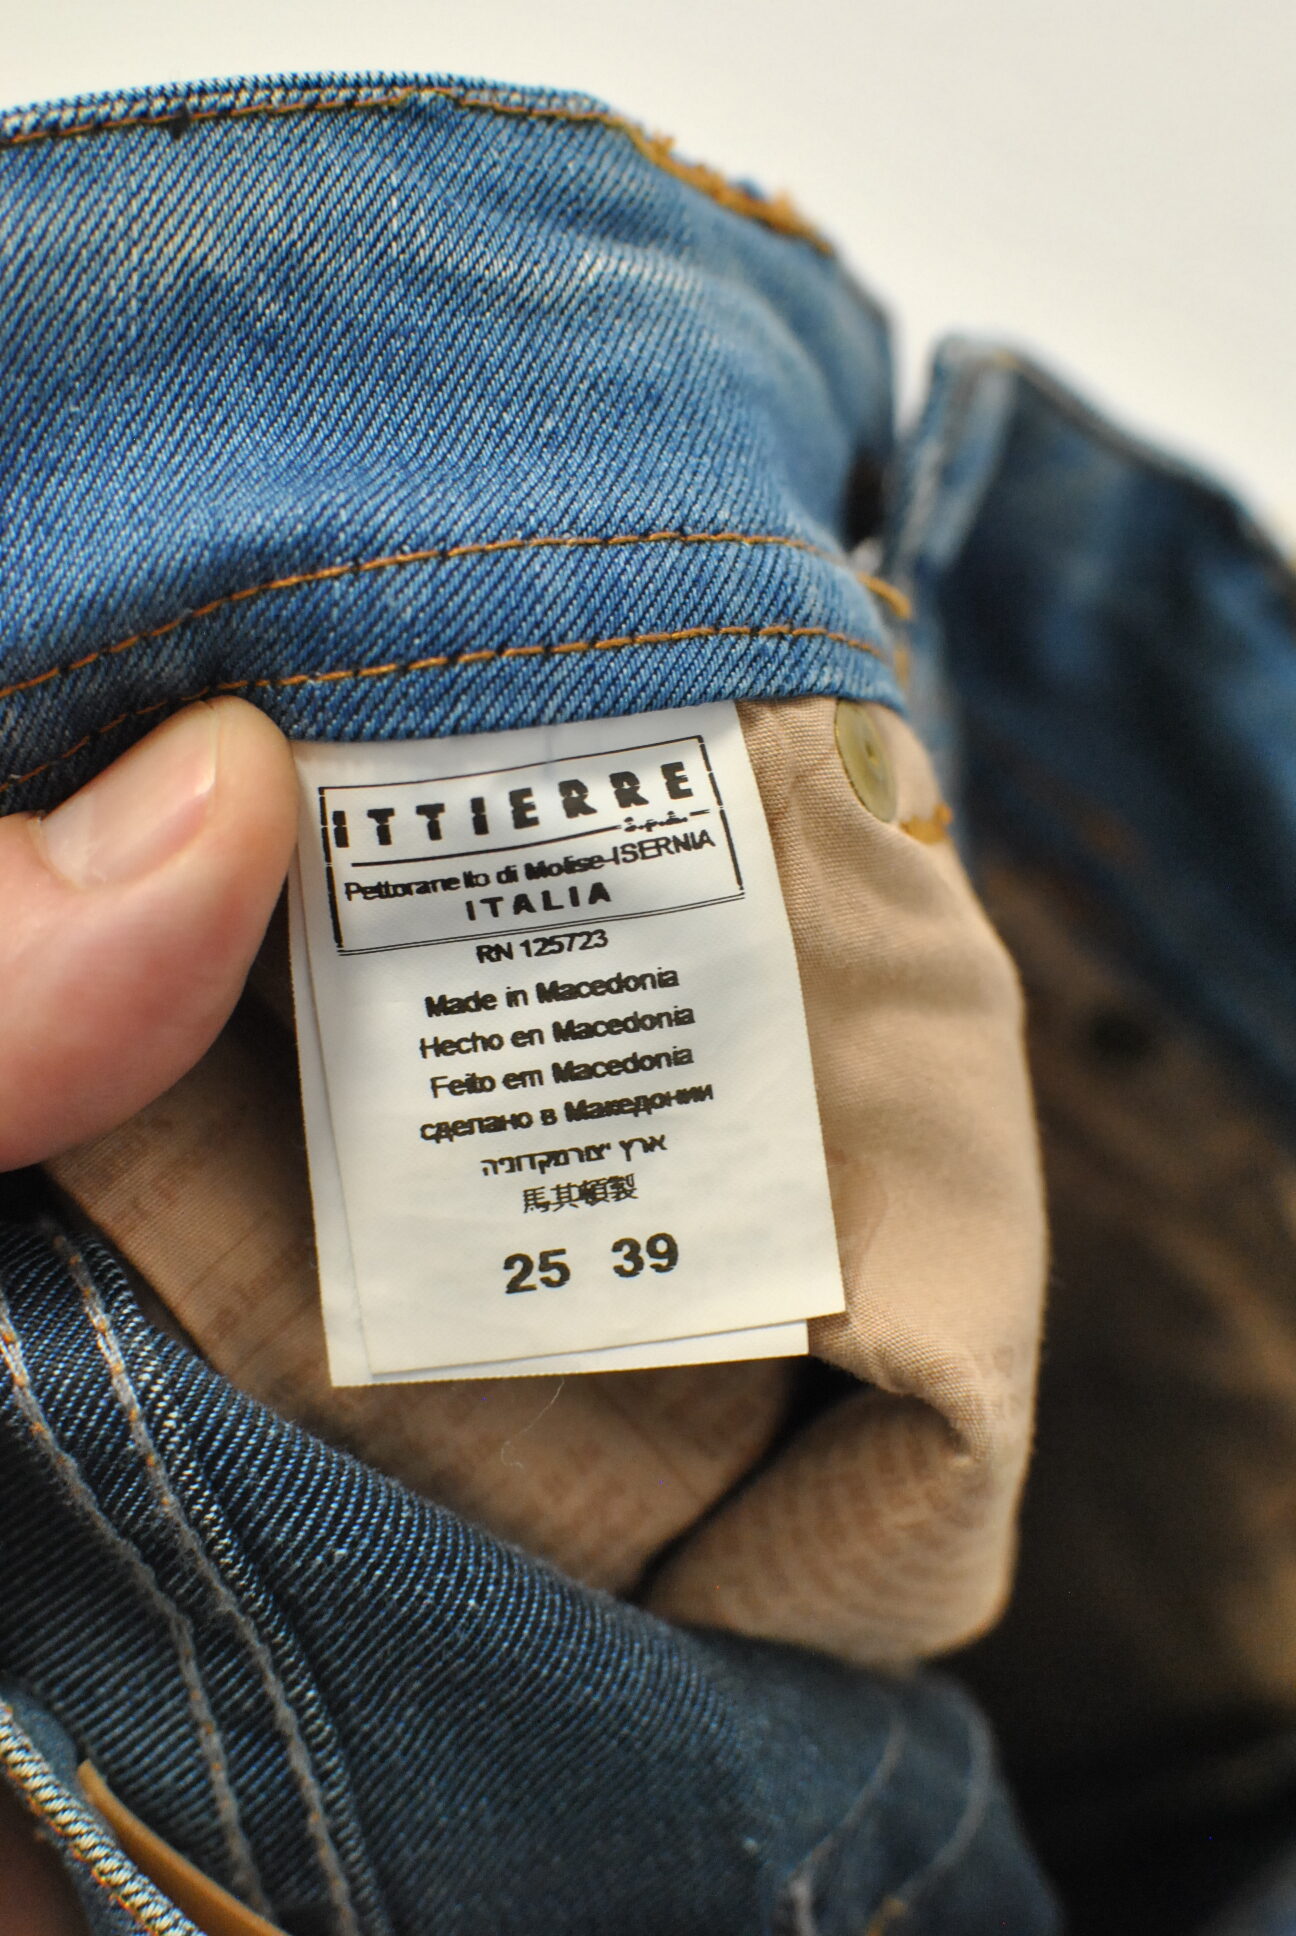 ITTIERRE
S.p.A.
Pettoranello di Molise-ISERNIA
ITALIA
RN 125723
Made in Macedonia
Hecho en Macedonia
Feito em Macedonia
сделано в Македонии
ארץ יצור:מקדוניה
馬其頓製
25 39